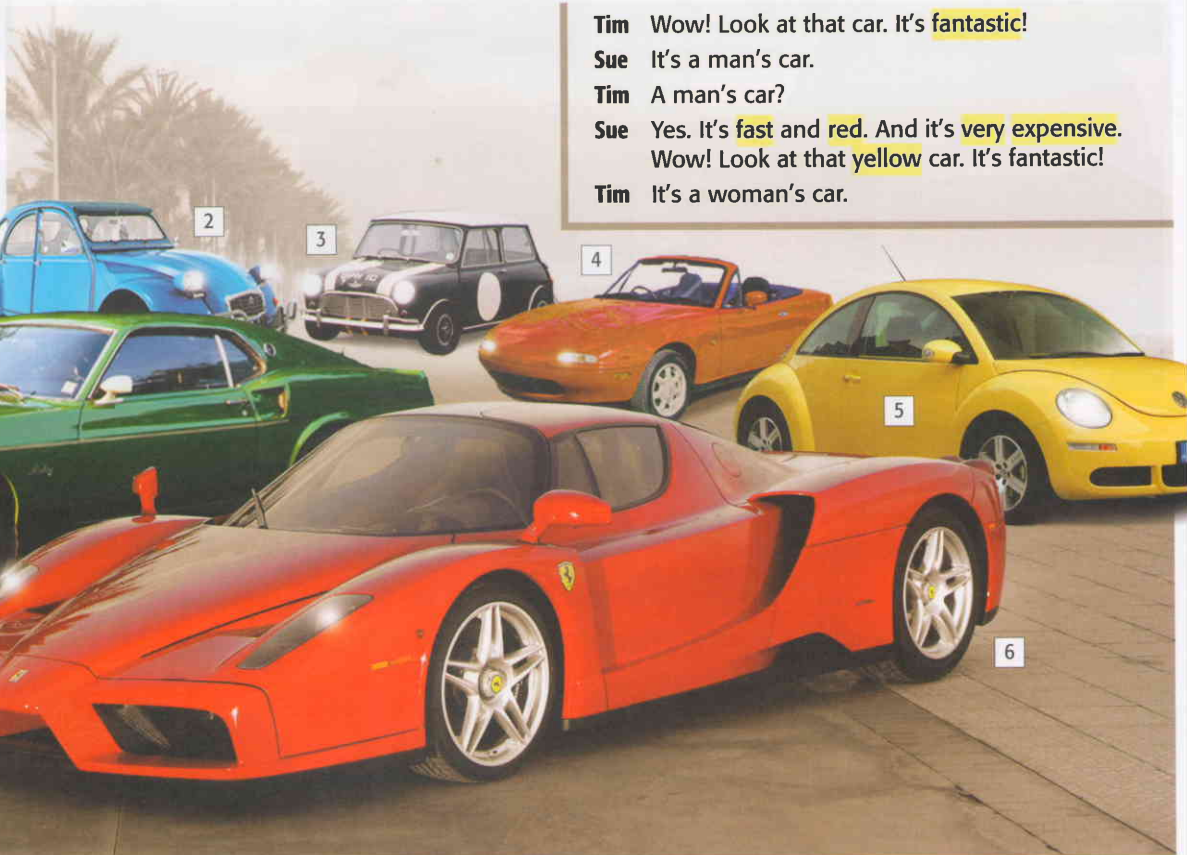 Tim Wow! Look at that car. It's fantastic!
Sue It's a man's car.
Tim A man's car?
Sue Yes. It's fast and red. And it's very expensive.
Wow! Look at that yellow car. It's fantastic!
Tim It's a woman's car.
2
3
4
5
6